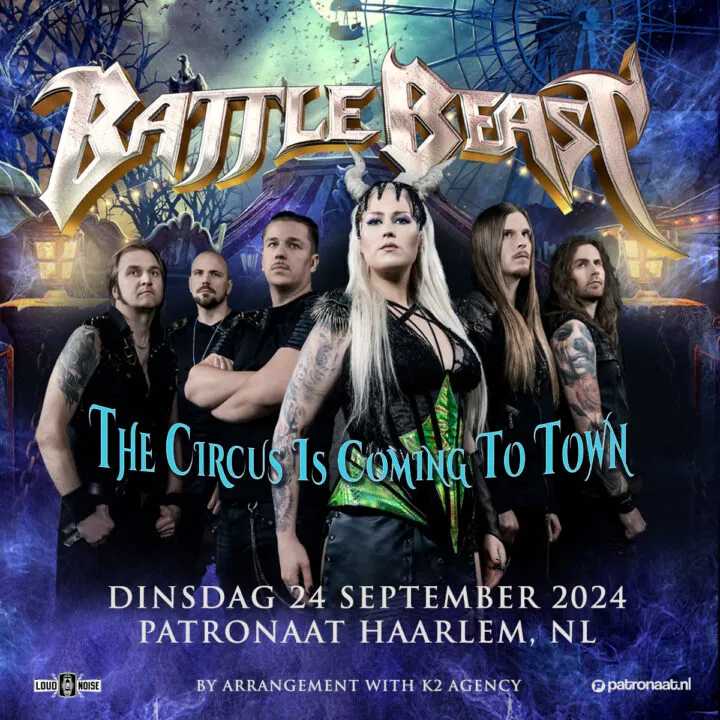 BATTLE BEAST
THE CIRCUS IS COMING TO TOWN
DINSDAG 24 SEPTEMBER 2024
PATRONAAT HAARLEM, NL
LOUD NOISE
BY ARRANGEMENT WITH K2 AGENCY
patronaat.nl